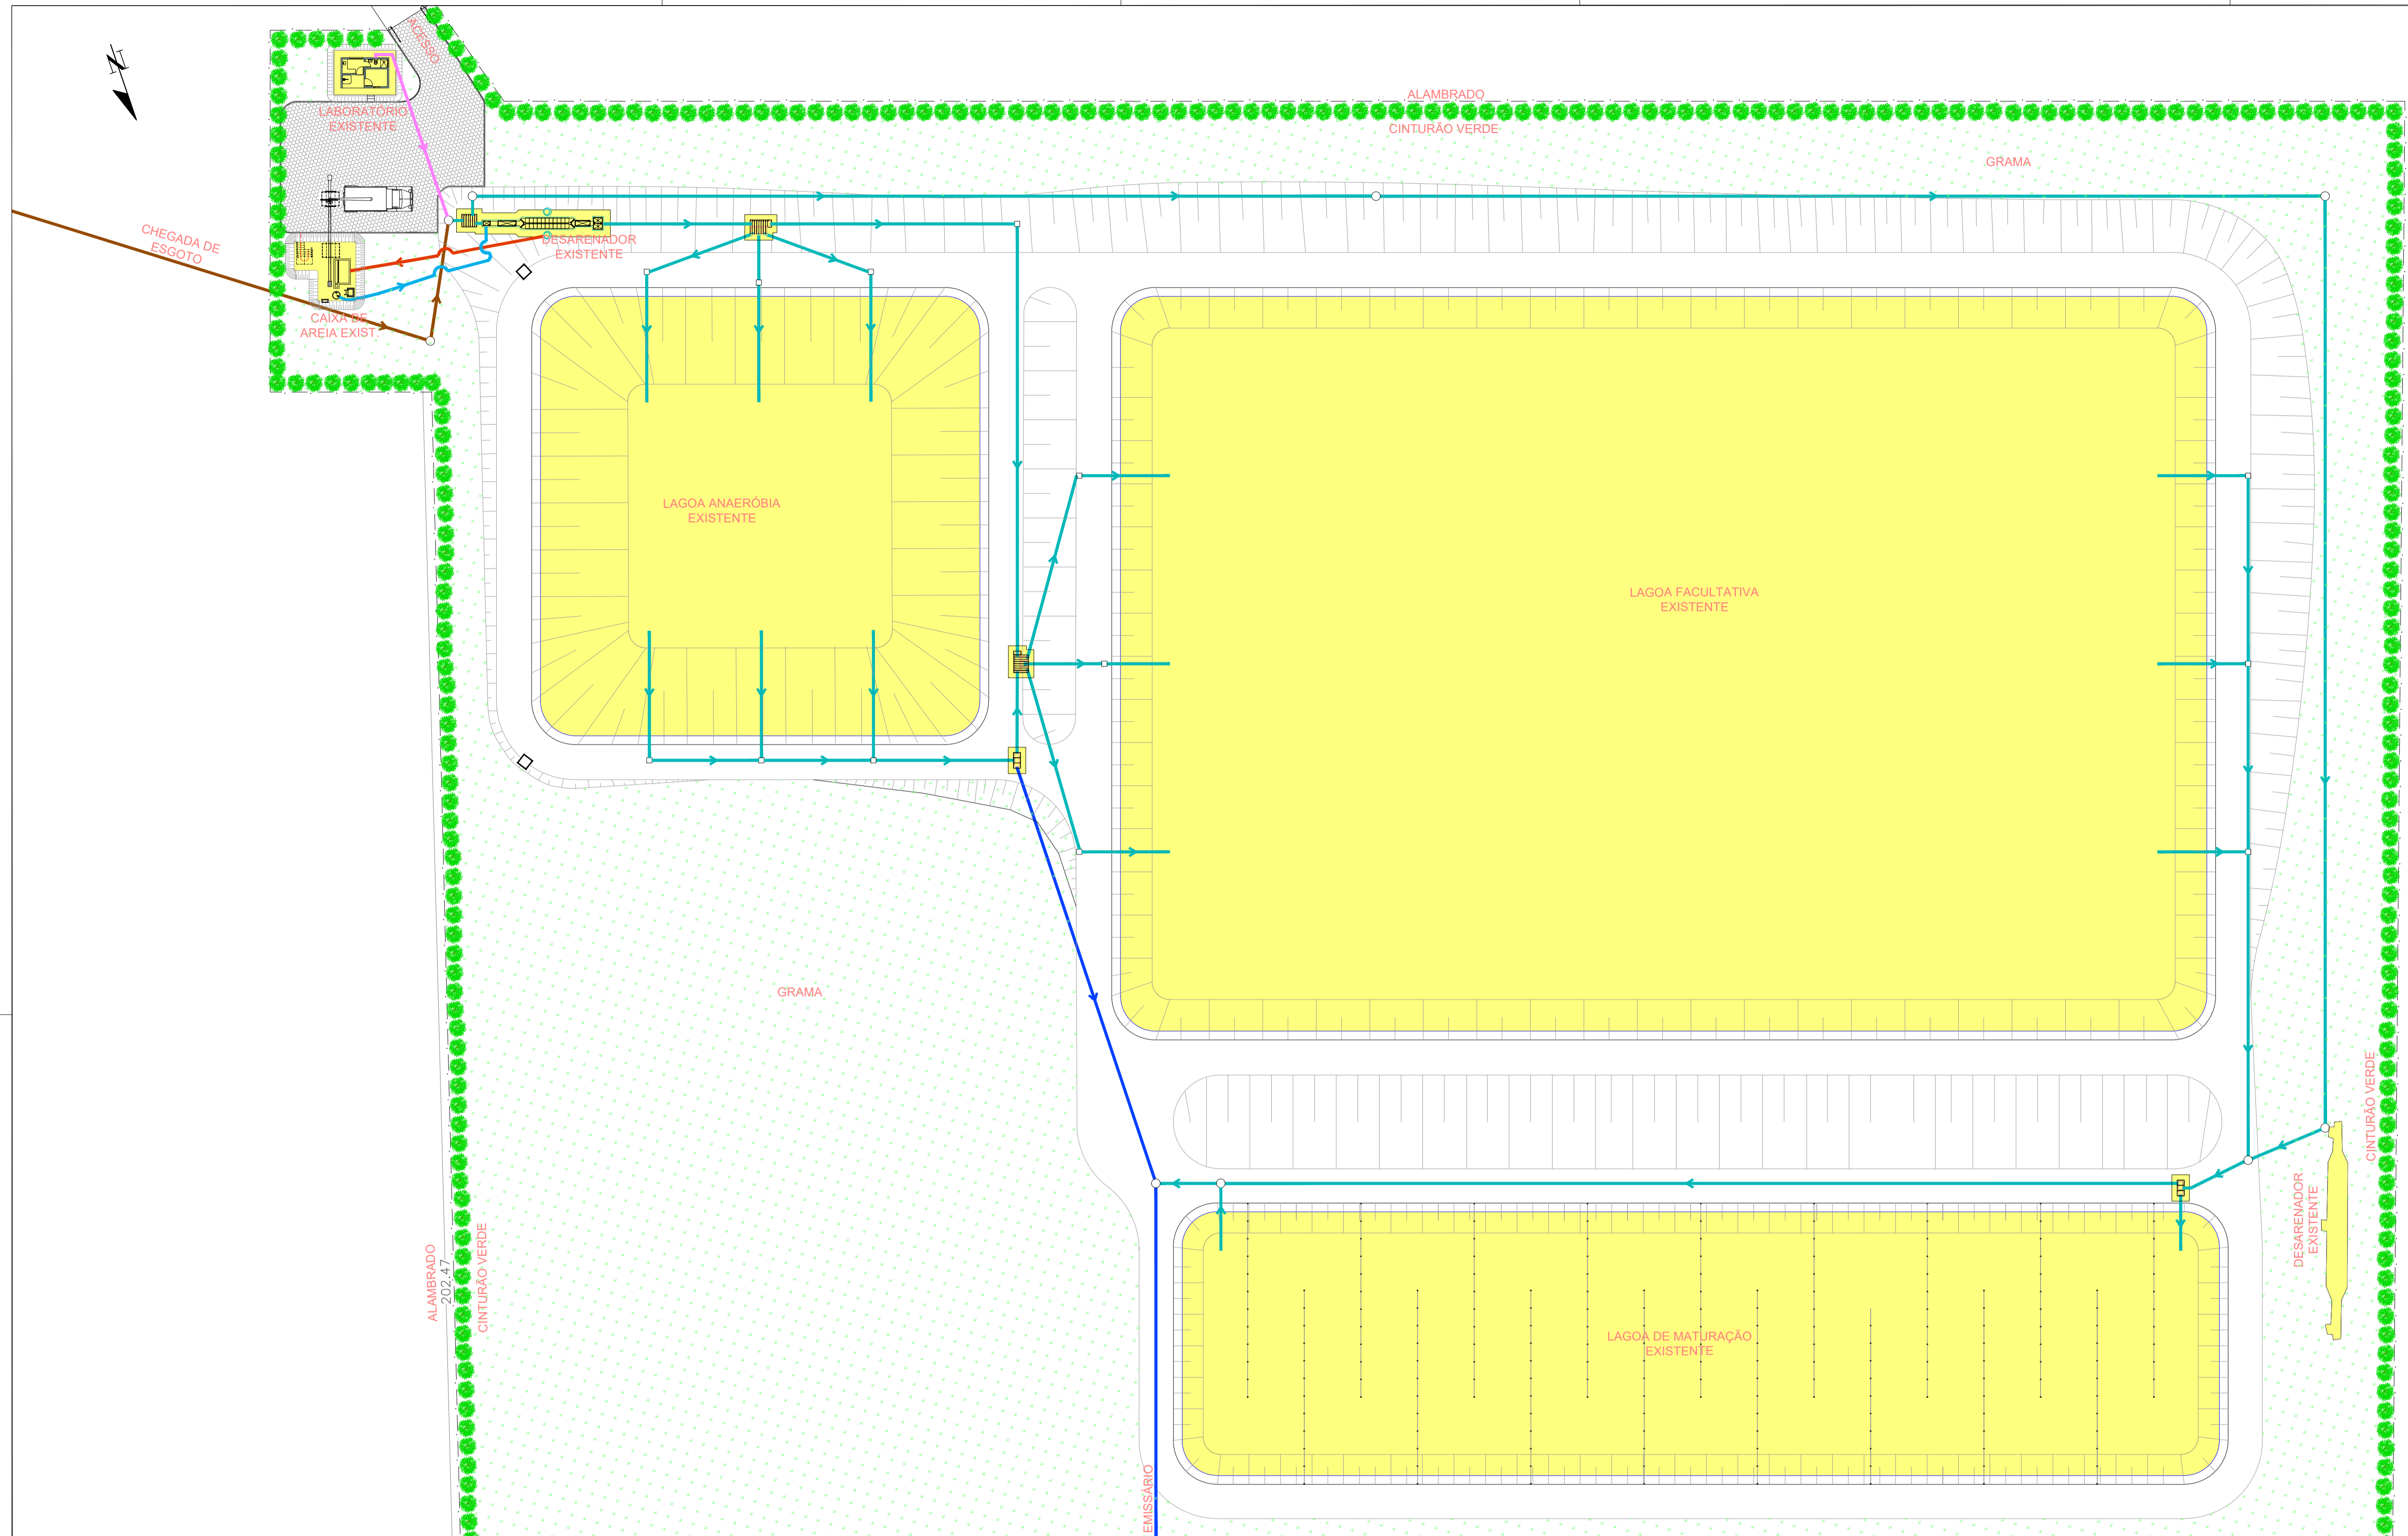 ACESSO
N
ALAMBRADO
CINTURÃO VERDE
GRAMA
LABORATÓRIO
EXISTENTE
CHEGADA DE
ESGOTO
DESARENADOR
EXISTENTE
CAIXA DE
AREIA EXIST.
LAGOA ANAERÓBIA
EXISTENTE
LAGOA FACULTATIVA
EXISTENTE
GRAMA
CINTURÃO VERDE
DESARENADOR
EXISTENTE
ALAMBRADO
202.47
CINTURÃO VERDE
LAGOA DE MATURAÇÃO
EXISTENTE
EMISSÁRIO